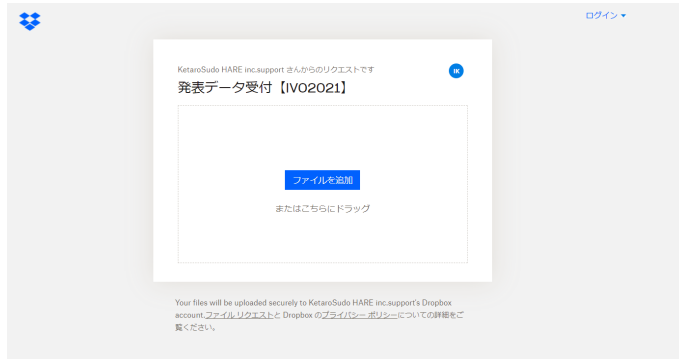 ログイン
KetaroSudo HARE inc.support さんからのリクエストです
IK
発表データ受付【IVO2021】
ファイルを追加
またはこちらにドラッグ
Your files will be uploaded securely to KetaroSudo HARE inc.support's Dropbox
account.ファイル リクエストと Dropbox のプライバシー ポリシーについての詳細をご
覧ください。